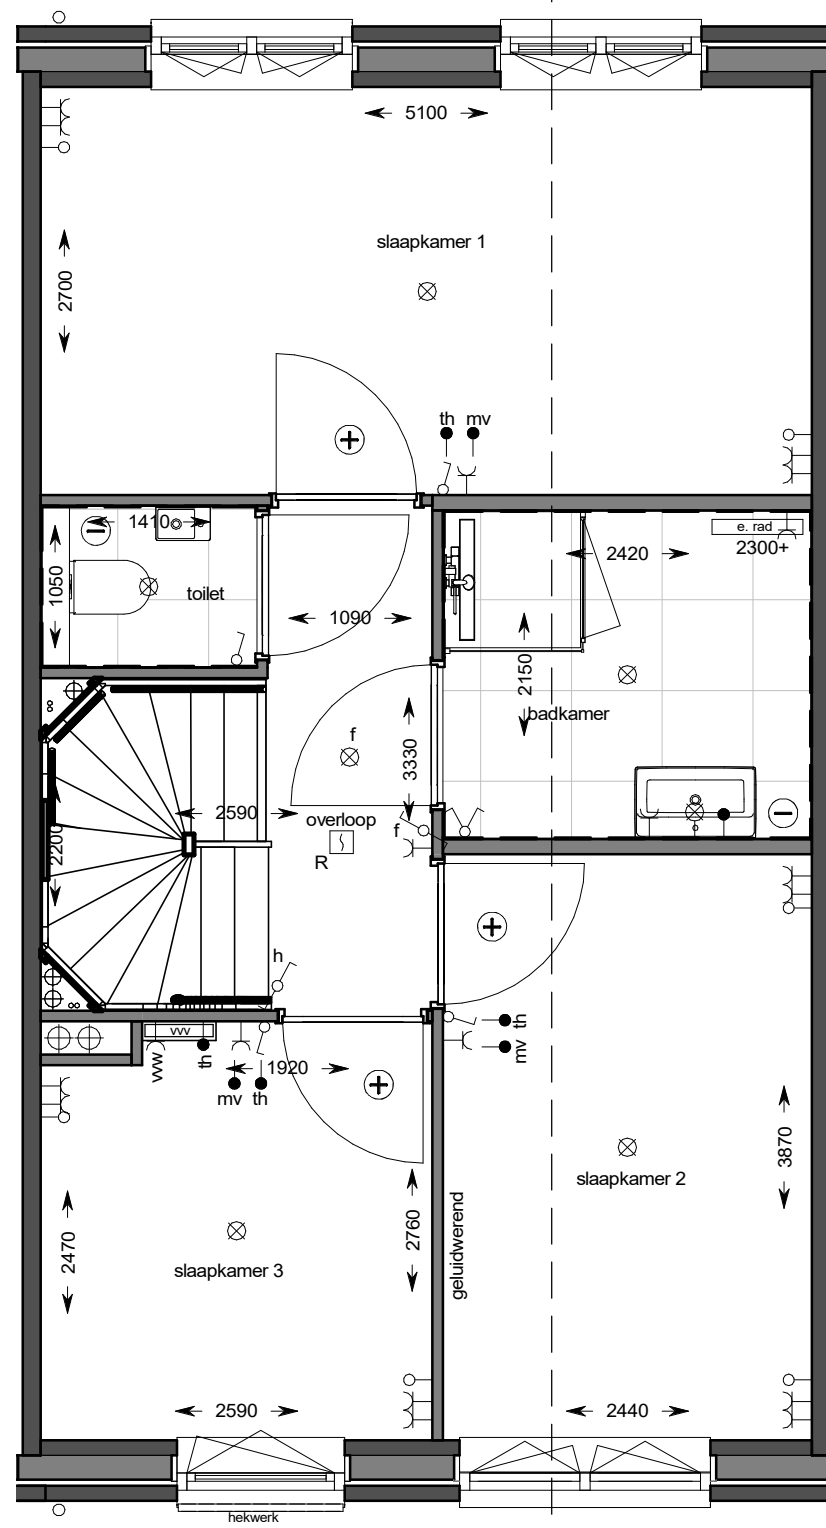 5100
slaapkamer 1
2700
th mv
1410
e. rad
2300+
2420
1050
toilet
1090
2150
badkamer
f
3330
2590
overloop
f
2200
R
h
vvv
vvw
th
1920
mv th
th
mv
3870
slaapkamer 2
2760
geluidwerend
2470
slaapkamer 3
2590
2440
hekwerk